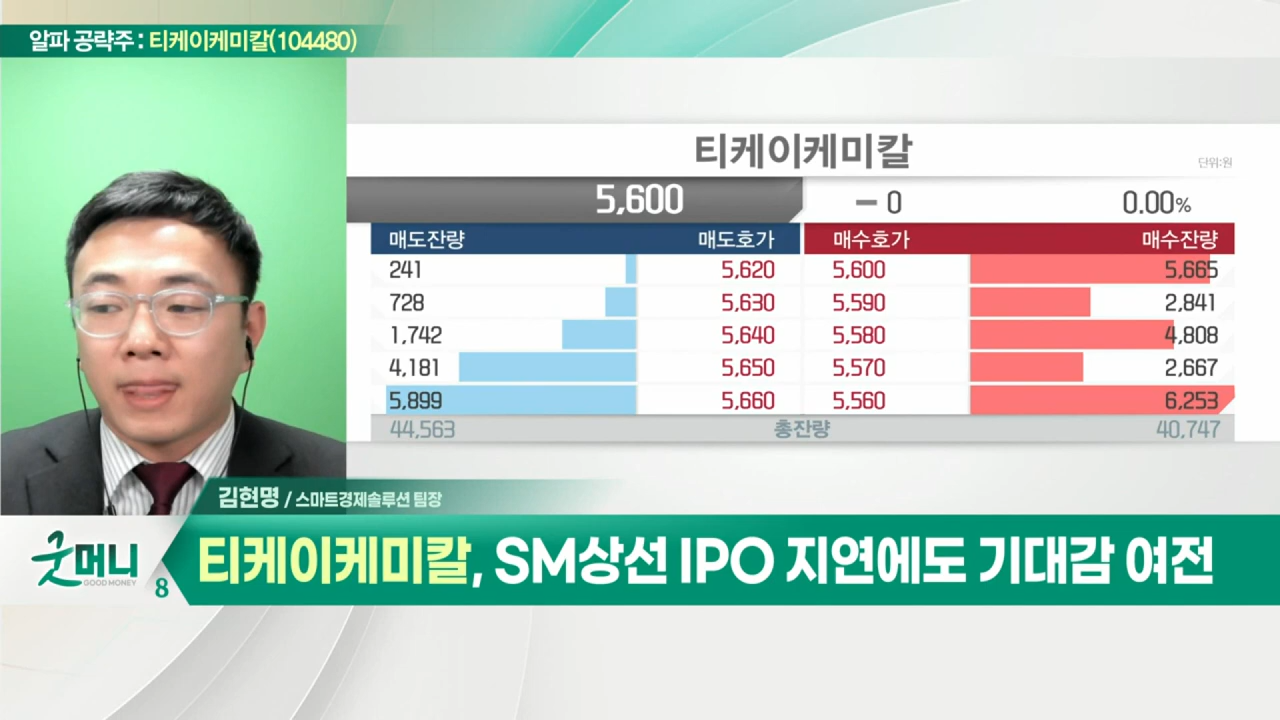 알파 공략주 : 티케이케미칼(104480)
티케이케미칼
단위:원
5,600 0 0.00%
매도잔량 매도호가 매수호가 매수잔량
241 5,620 5,600 5,665
728 5,630 5,590 2,841
1,742 5,640 5,580 4,808
4,181 5,650 5,570 2,667
5,899 5,660 5,560 6,253
44,563 총잔량 40,747
김현명 / 스마트경제솔루션 팀장
굿머니
GOOD MONEY
8
티케이케미칼, SM상선 IPO 지연에도 기대감 여전